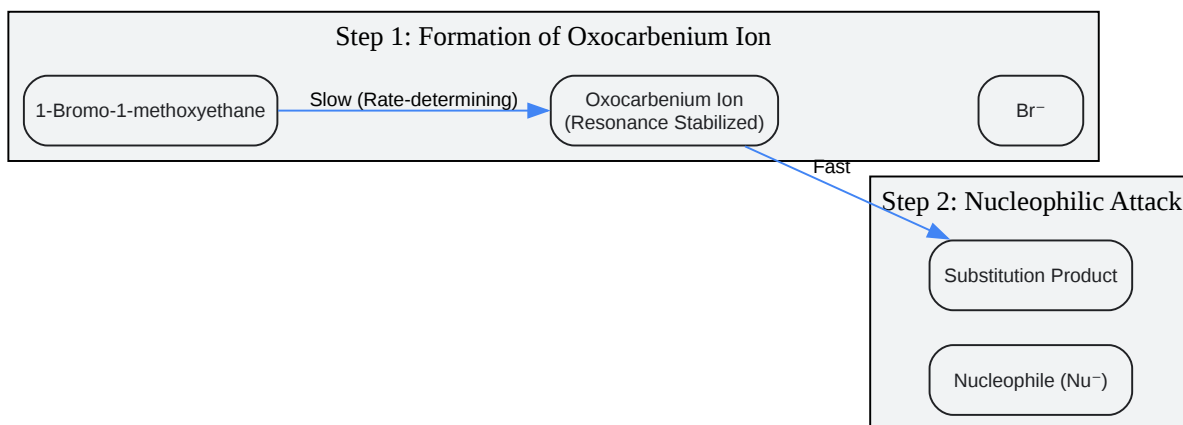 Step 1: Formation of Oxocarbenium Ion
1-Bromo-1-methoxyethane
Slow (Rate-determining)
Oxocarbenium Ion
(Resonance Stabilized)
Br⁻
Fast
Step 2: Nucleophilic Attack
Substitution Product
Nucleophile (Nu⁻)